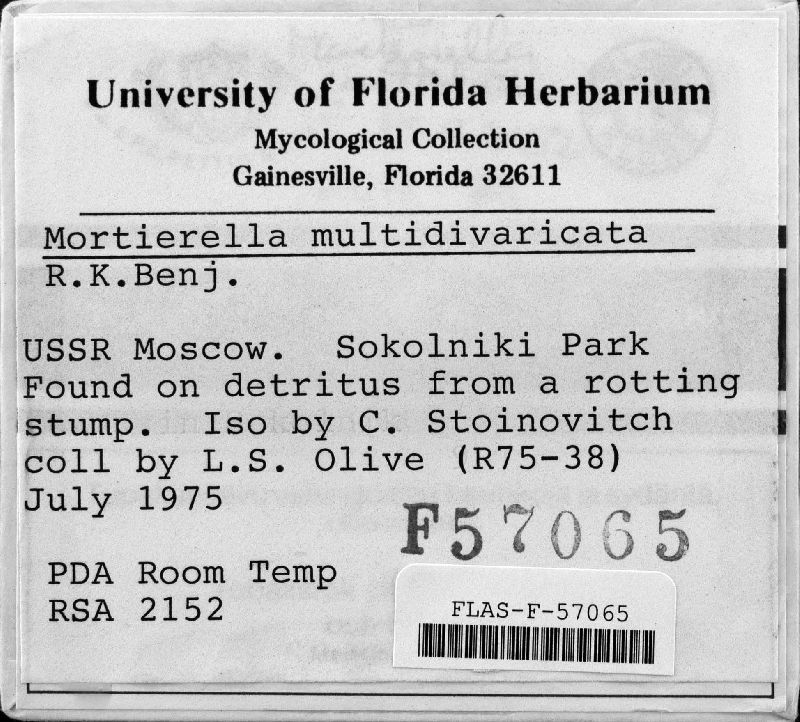 University of Florida Herbarium
Mycological Collection
Gainesville, Florida 32611
Mortierella multidivaricata
R.K.Benj.
USSR Moscow. Sokolniki Park
Found on detritus from a rotting
stump. Iso by C. Stoinovitch
coll by L.S. Olive (R75-38)
July 1975
F57065
PDA Room Temp
RSA 2152
FLAS-F-57065